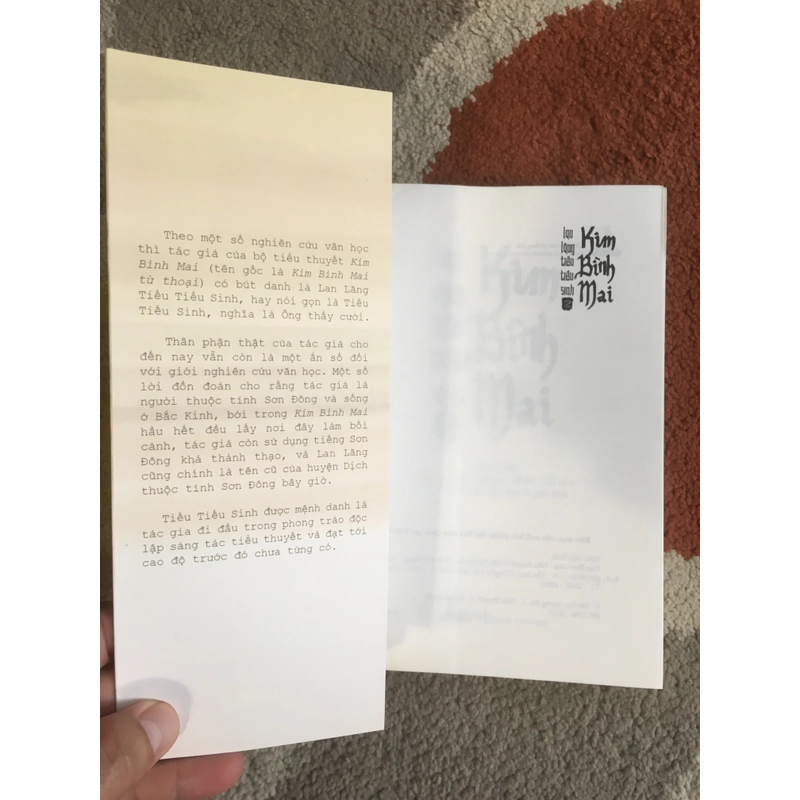 Theo một số nghiên cứu văn học
thì tác giả của bộ tiểu thuyết Kim
Bình Mai (tên gốc là Kim Bình Mai
từ thoại) có bút danh là Lan Lăng
Tiếu Tiếu Sinh, hay nói gọn là Tiếu
Tiếu Sinh, nghĩa là Ông thầy cười.
Thân phận thật của tác giả cho
đến nay vẫn còn là một ẩn số đối
với giới nghiên cứu văn học. Một số
lời đồn đoán cho rằng tác giả là
người thuộc tỉnh Sơn Đông và sống
ở Bắc Kinh, bởi trong Kim Bình Mai
hầu hết đều lấy nơi đây làm bối
cảnh, tác giả còn sử dụng tiếng Sơn
Đông khá thành thạo, và Lan Lăng
cũng chính là tên cũ của huyện Dịch
thuộc tỉnh Sơn Đông bây giờ.
Tiếu Tiếu Sinh được mệnh danh là
tác gia đi đầu trong phong trào độc
lập sáng tác tiểu thuyết và đạt tới
cao độ trước đó chưa từng có.
lan
lăng
tiếu
tiếu
sinh
Kim
Bình
Mai
Kim
Bình
Mai